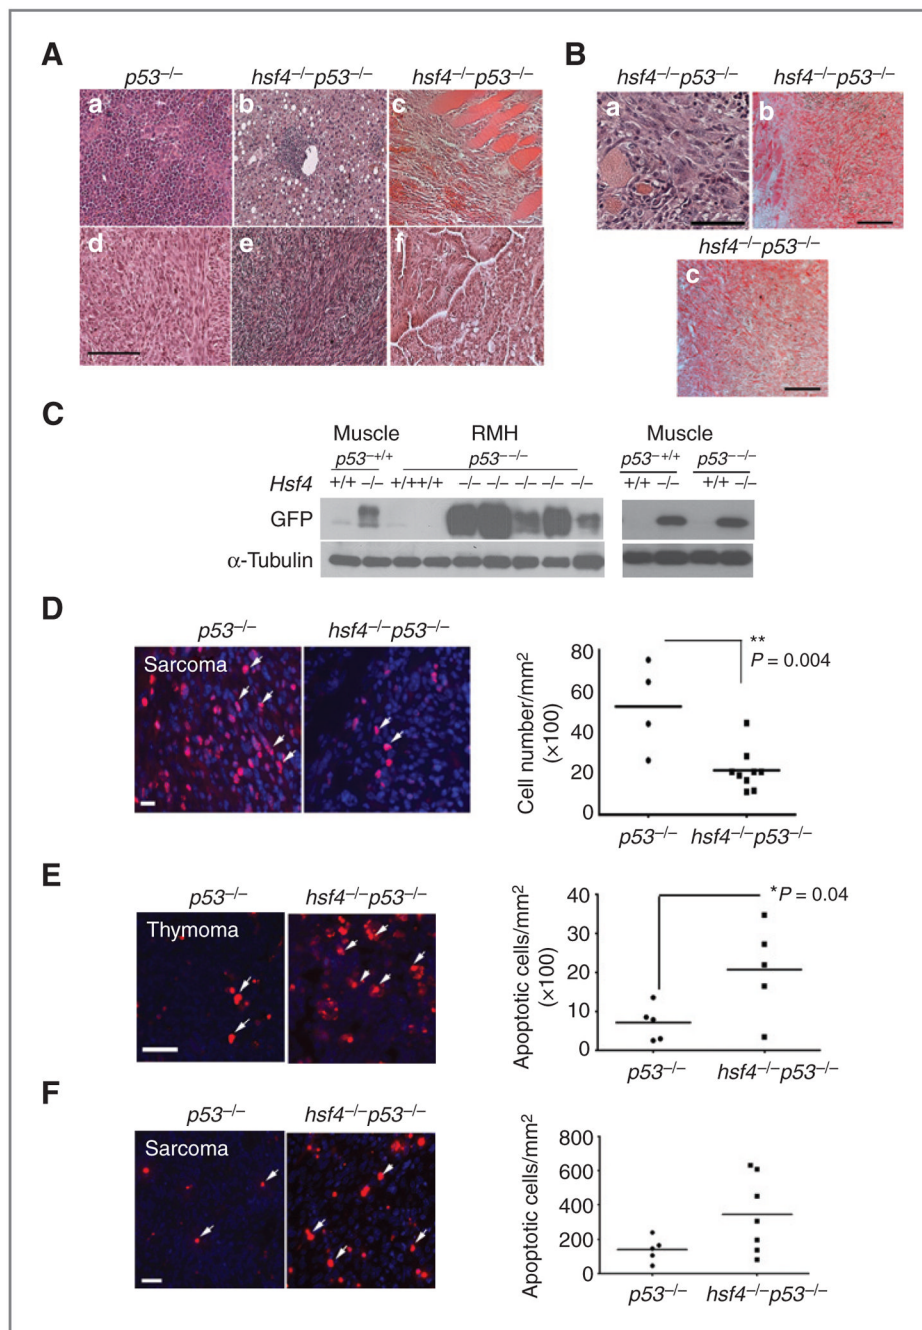 A
p53–/–
hsf4–/–p53–/–
hsf4–/–p53–/–
a
b
c
d
e
f
B
hsf4–/–p53–/–
hsf4–/–p53–/–
a
b
hsf4–/–p53–/–
c
C
Muscle
RMH
Muscle
p53–+/+
p53––/–
p53–+/+
p53––/–
Hsf4
+/+ –/– +/++/+ –/– –/– –/– –/– –/–
+/+ –/– +/+ –/–
GFP
α-Tubulin
D
p53–/–
hsf4–/–p53–/–
Sarcoma
Cell number/mm2
(×100)
80
60
40
20
0
**
P = 0.004
p53–/–
hsf4–/–p53–/–
E
p53–/–
hsf4–/–p53–/–
Thymoma
Apoptotic cells/mm2
(×100)
40
30
20
10
0
*P = 0.04
p53–/–
hsf4–/–p53–/–
F
p53–/–
hsf4–/–p53–/–
Sarcoma
Apoptotic cells/mm2
800
600
400
200
0
p53–/–
hsf4–/–p53–/–